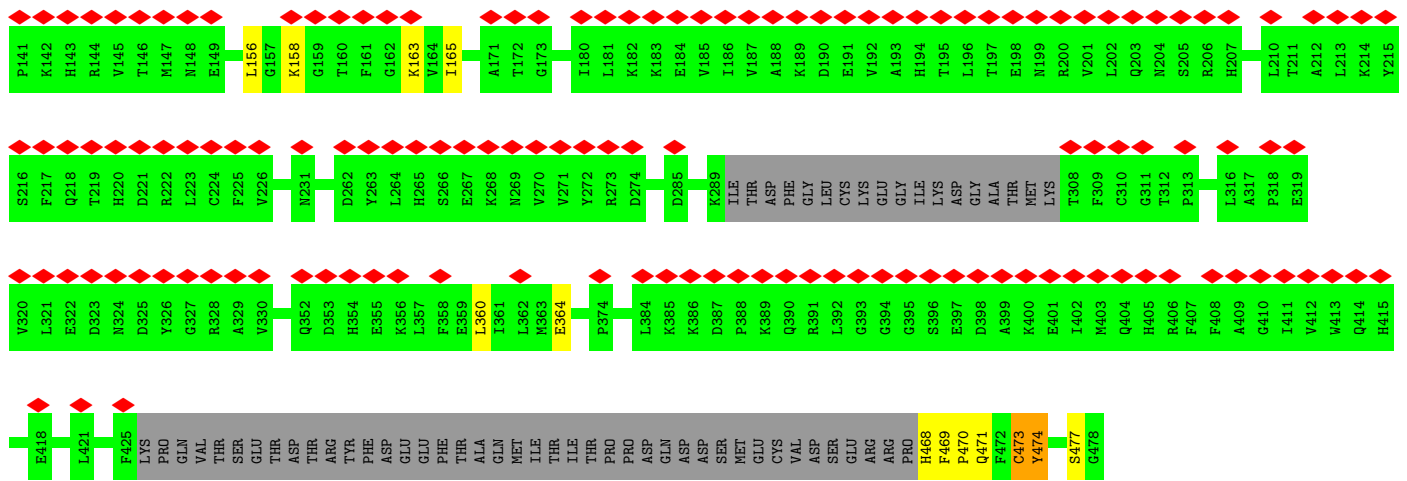 P141 K142 H143 R144 V145 T146 M147 N148 E149 L156 G157 K158 G159 T160 F161 G162 K163 V164 I165 A171 T172 G173 I180 L181 K182 K183 E184 V185 I186 V187 A188 K189 D190 E191 V192 A193 H194 T195 L196 T197 E198 N199 R200 V201 L202 Q203 N204 S205 R206 H207 L210 T211 A212 L213 K214 Y215
S216 F217 Q218 T219 H220 D221 R222 L223 C224 F225 V226 N231 D262 Y263 L264 H265 S266 E267 K268 N269 V270 V271 Y272 R273 D274 D285 K289 ILE THR ASP PHE GLY LEU CYS LYS GLU GLY ILE LYS ASP GLY ALA THR MET LYS T308 F309 C310 G311 T312 P313 L316 A317 P318 E319
V320 L321 E322 D323 N324 D325 Y326 G327 R328 A329 V330 Q352 D353 H354 E355 K356 L357 F358 E359 L360 I361 L362 M363 E364 P374 L384 K385 K386 D387 P388 K389 Q390 R391 L392 G393 G394 G395 S396 E397 D398 A399 K400 E401 I402 M403 Q404 H405 R406 F407 F408 A409 G410 I411 V412 W413 Q414 H415
E418 L421 F425 LYS PRO GLN VAL THR SER GLU THR ASP THR ARG TYR PHE ASP GLU GLU PHE THR ALA GLN MET ILE THR ILE THR PRO PRO ASP GLN ASP ASP SER MET GLU CYS VAL ASP SER GLU ARG ARG PRO H468 F469 P470 Q471 F472 C473 Y474 S477 G478